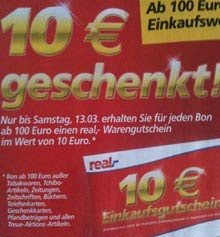 10 €
Ab 100 Euro
Einkaufswe
geschenkt!
Nur bis Samstag, 13.03. erhalten Sie für jeden Bon
ab 100 Euro einen real,- Warengutschein
im Wert von 10 Euro.*
* Bon ab 100 Euro außer
Tabakwaren, Tchibo-
Artikeln, Zeitungen,
Zeitschriften, Büchern,
Telefonkarten,
Geschenkkarten,
Pfandbeträgen und allen
Treue-Aktions-Artikeln.
real,-
10 €
Einkaufsgutschein